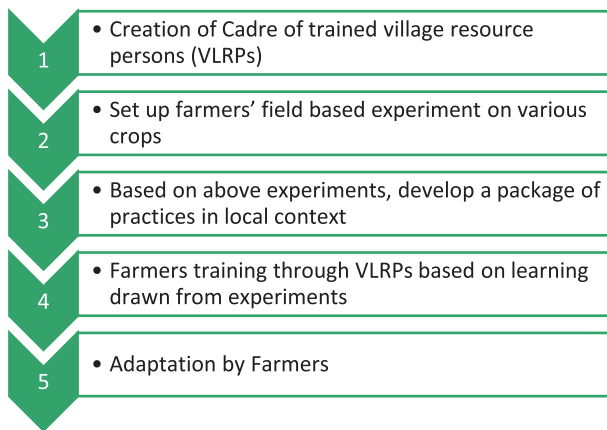 1
• Creation of Cadre of trained village resource
persons (VLRPs)
2
• Set up farmers’ field based experiment on various
crops
3
• Based on above experiments, develop a package of
practices in local context
4
• Farmers training through VLRPs based on learning
drawn from experiments
5
• Adaptation by Farmers